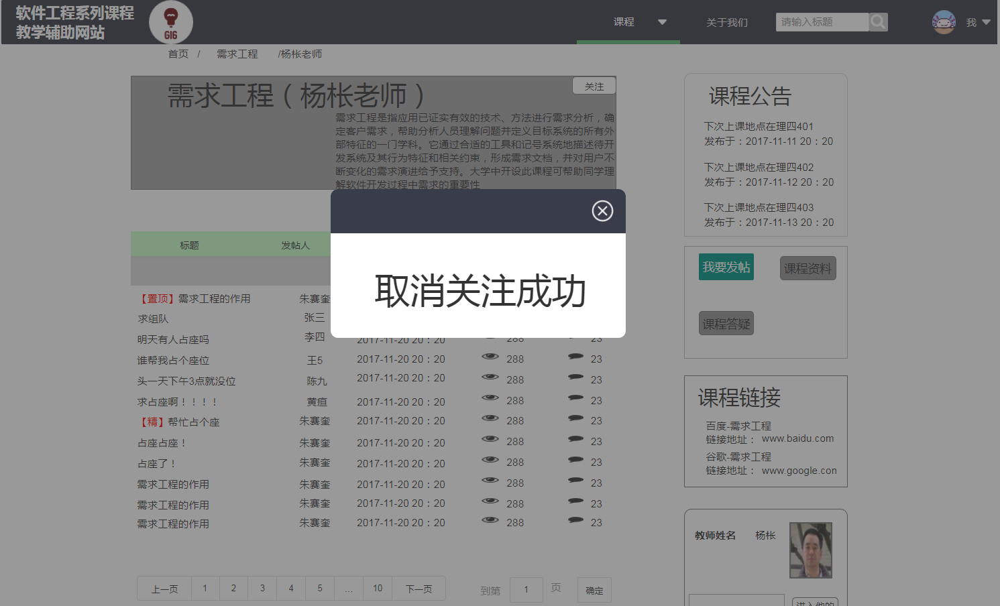 软件工程系列课程
教学辅助网站
G16
课程
关于我们
请输入标题
我
首页 / 需求工程 /杨枨老师
需求工程（杨枨老师）
关注
需求工程是指应用已证实有效的技术、方法进行需求分析，确
定客户需求，帮助分析人员理解问题并定义目标系统的所有外
部特征的一门学科。它通过合适的工具和记号系统地描述待开
发系统及其行为特征和相关约束，形成需求文档，并对用户不
断变化的需求演进给予支持。大学中开设此课程可帮助同学理
解软件开发过程中需求的重要性
取消关注成功
标题 发帖人
【置顶】需求工程的作用 朱骞奎
求组队 张三
明天有人占座吗 李四 2017-11-20 20：20 288 23
谁帮我占个座位 王5 2017-11-20 20：20 288 23
头一天下午3点就没位 陈九 2017-11-20 20：20 288 23
求占座啊！！！！ 黄疸 2017-11-20 20：20 288 23
【精】帮忙占个座 朱骞奎 2017-11-20 20：20 288 23
占座占座！ 朱骞奎 2017-11-20 20：20 288 23
占座了！ 朱骞奎 2017-11-20 20：20 288 23
需求工程的作用 朱骞奎 2017-11-20 20：20 288 23
需求工程的作用 朱骞奎 2017-11-20 20：20 288 23
需求工程的作用 朱骞奎 2017-11-20 20：20 288 23
上一页 1 2 3 4 5 ... 10 下一页 到第 1 页 确定
课程公告
下次上课地点在理四401
发布于：2017-11-11 20：20
下次上课地点在理四402
发布于：2017-11-12 20：20
下次上课地点在理四403
发布于：2017-11-13 20：20
我要发帖 课程资料
课程答疑
课程链接
百度-需求工程
链接地址： www.baidu.com
谷歌-需求工程
链接地址： www.google.con
教师姓名 杨枨
进入他的